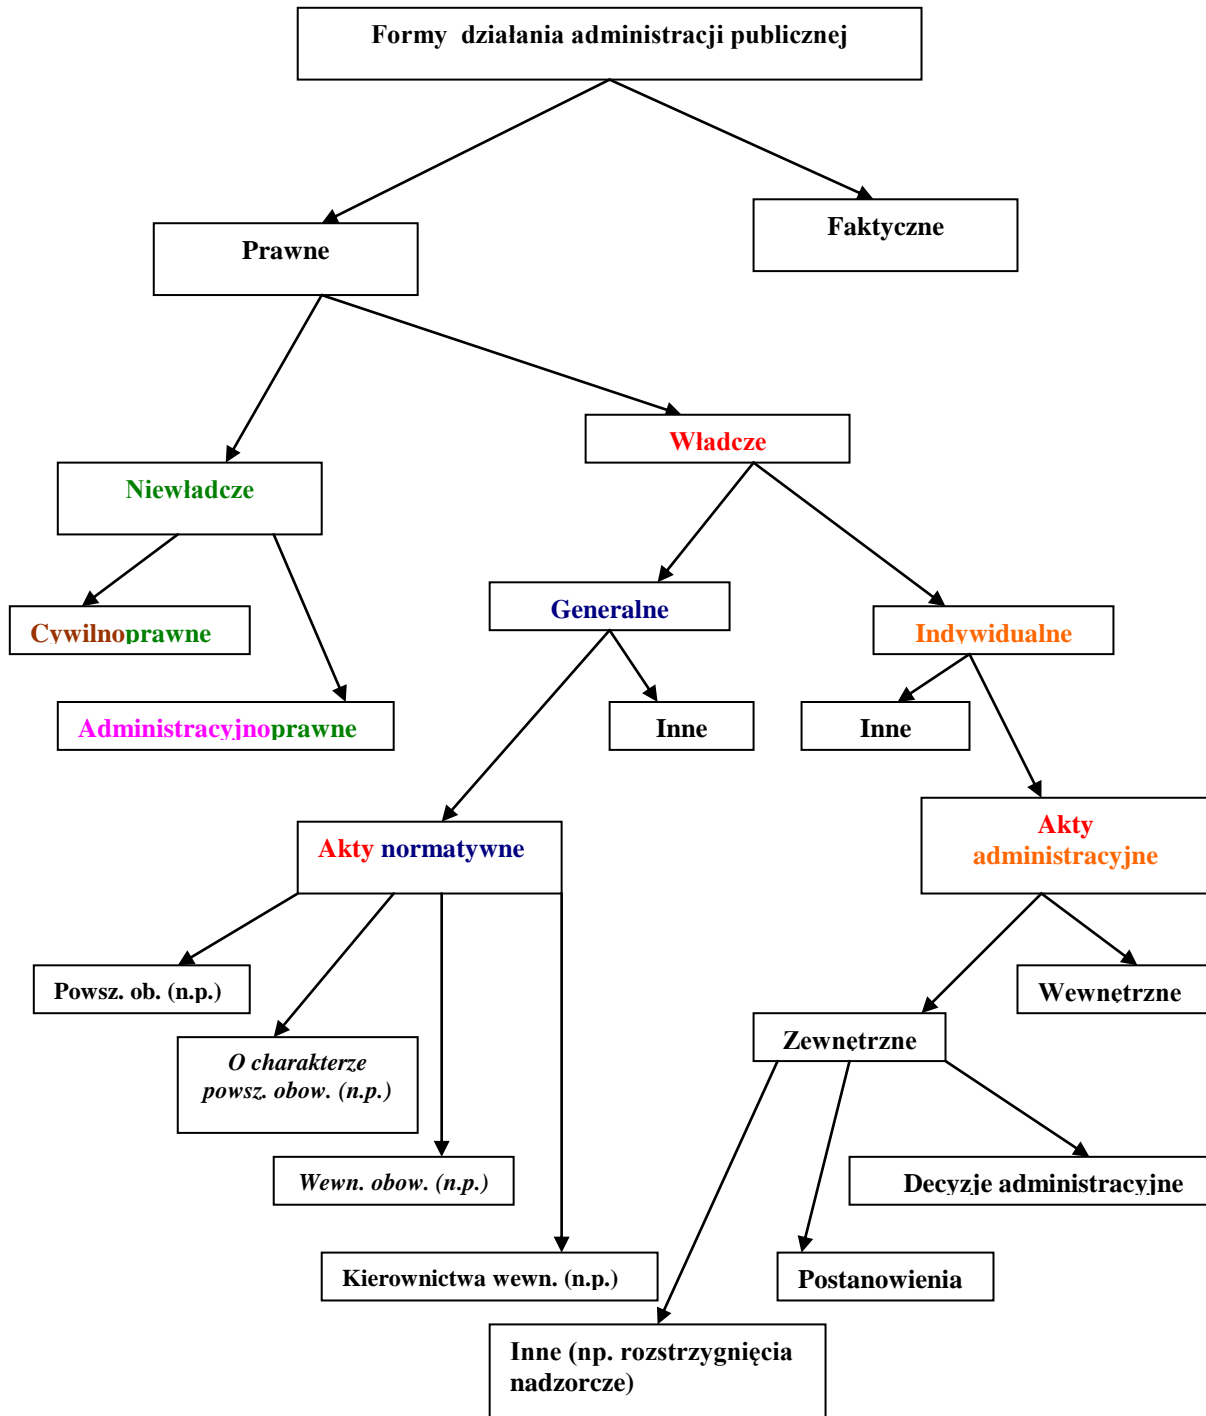 Formy  działania administracji publicznej
Faktyczne
Prawne
Władcze
Niewładcze
Generalne
Indywidualne
Cywilnoprawne
Administracyjnoprawne
Inne
Inne
Akty
administracyjne
Akty normatywne
Powsz. ob. (n.p.)
Wewnętrzne
Zewnętrzne
O charakterze
powsz. obow. (n.p.)
Wewn. obow. (n.p.)
Decyzje administracyjne
Kierownictwa wewn. (n.p.)
Postanowienia
Inne (np. rozstrzygnięcia
nadzorcze)